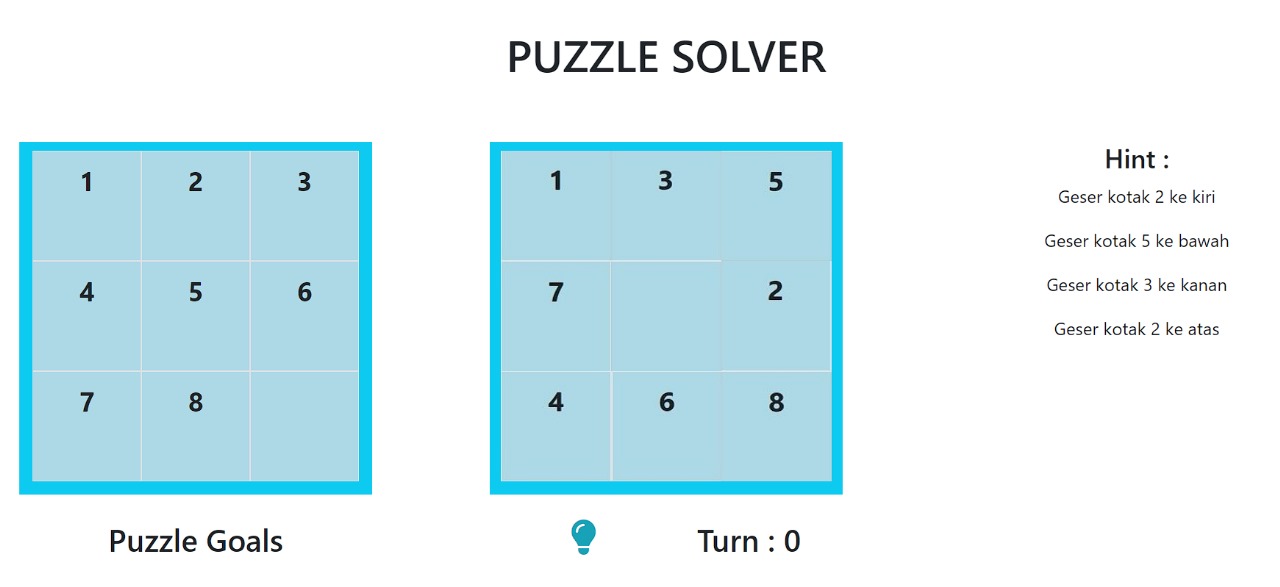 PUZZLE SOLVER
1 2 3
4 5 6
7 8
Puzzle Goals
1 3 5
7 2
4 6 8
Turn : 0
Hint :
Geser kotak 2 ke kiri
Geser kotak 5 ke bawah
Geser kotak 3 ke kanan
Geser kotak 2 ke atas